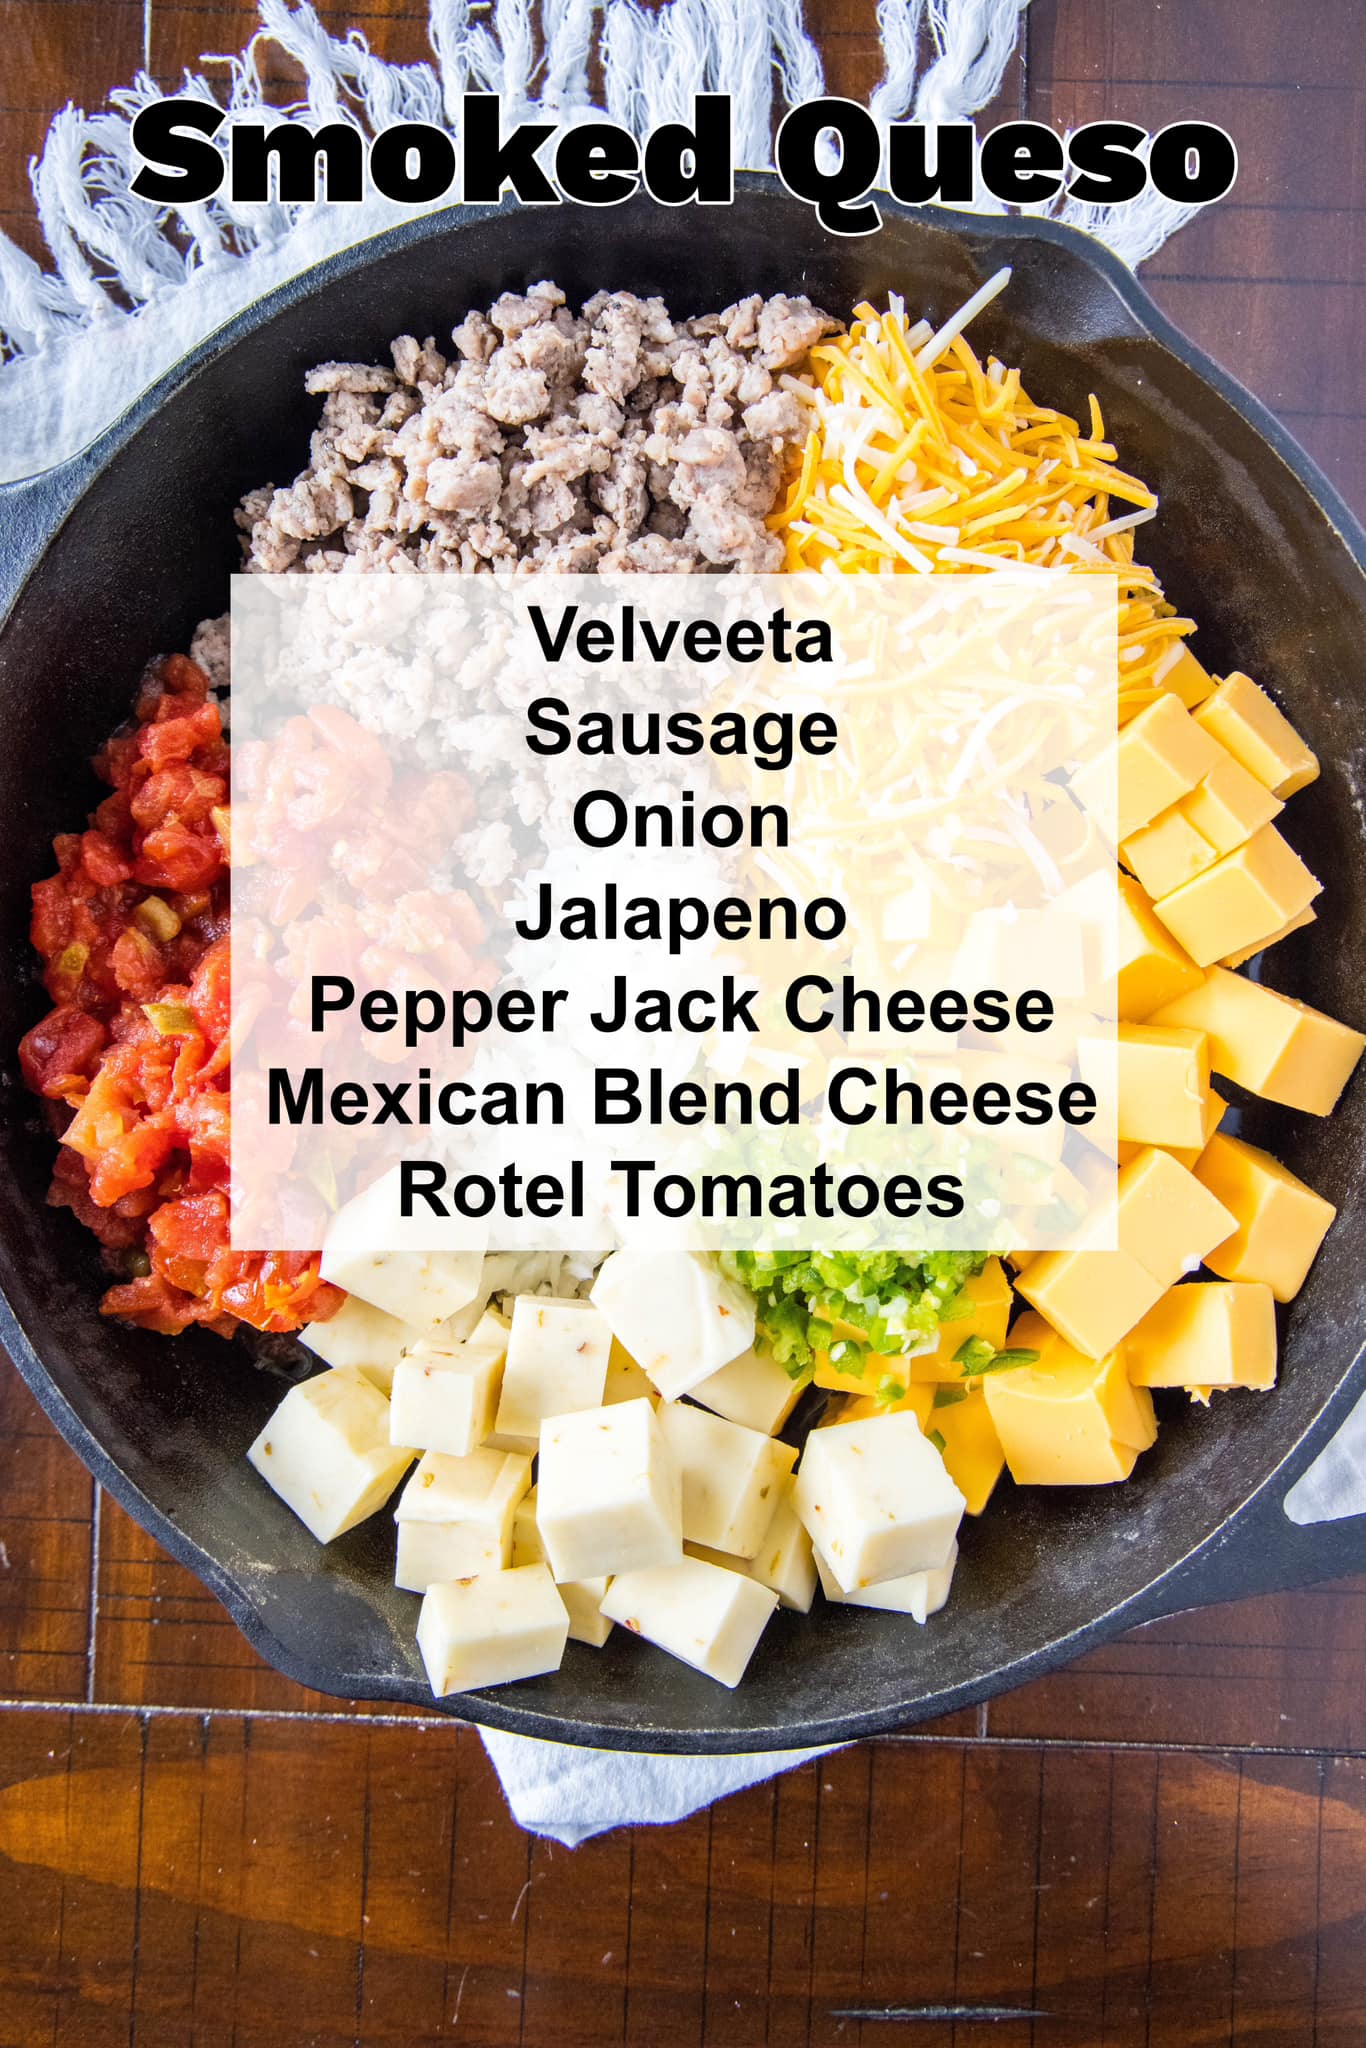 Smoked Queso
Velveeta
Sausage
Onion
Jalapeno
Pepper Jack Cheese
Mexican Blend Cheese
Rotel Tomatoes